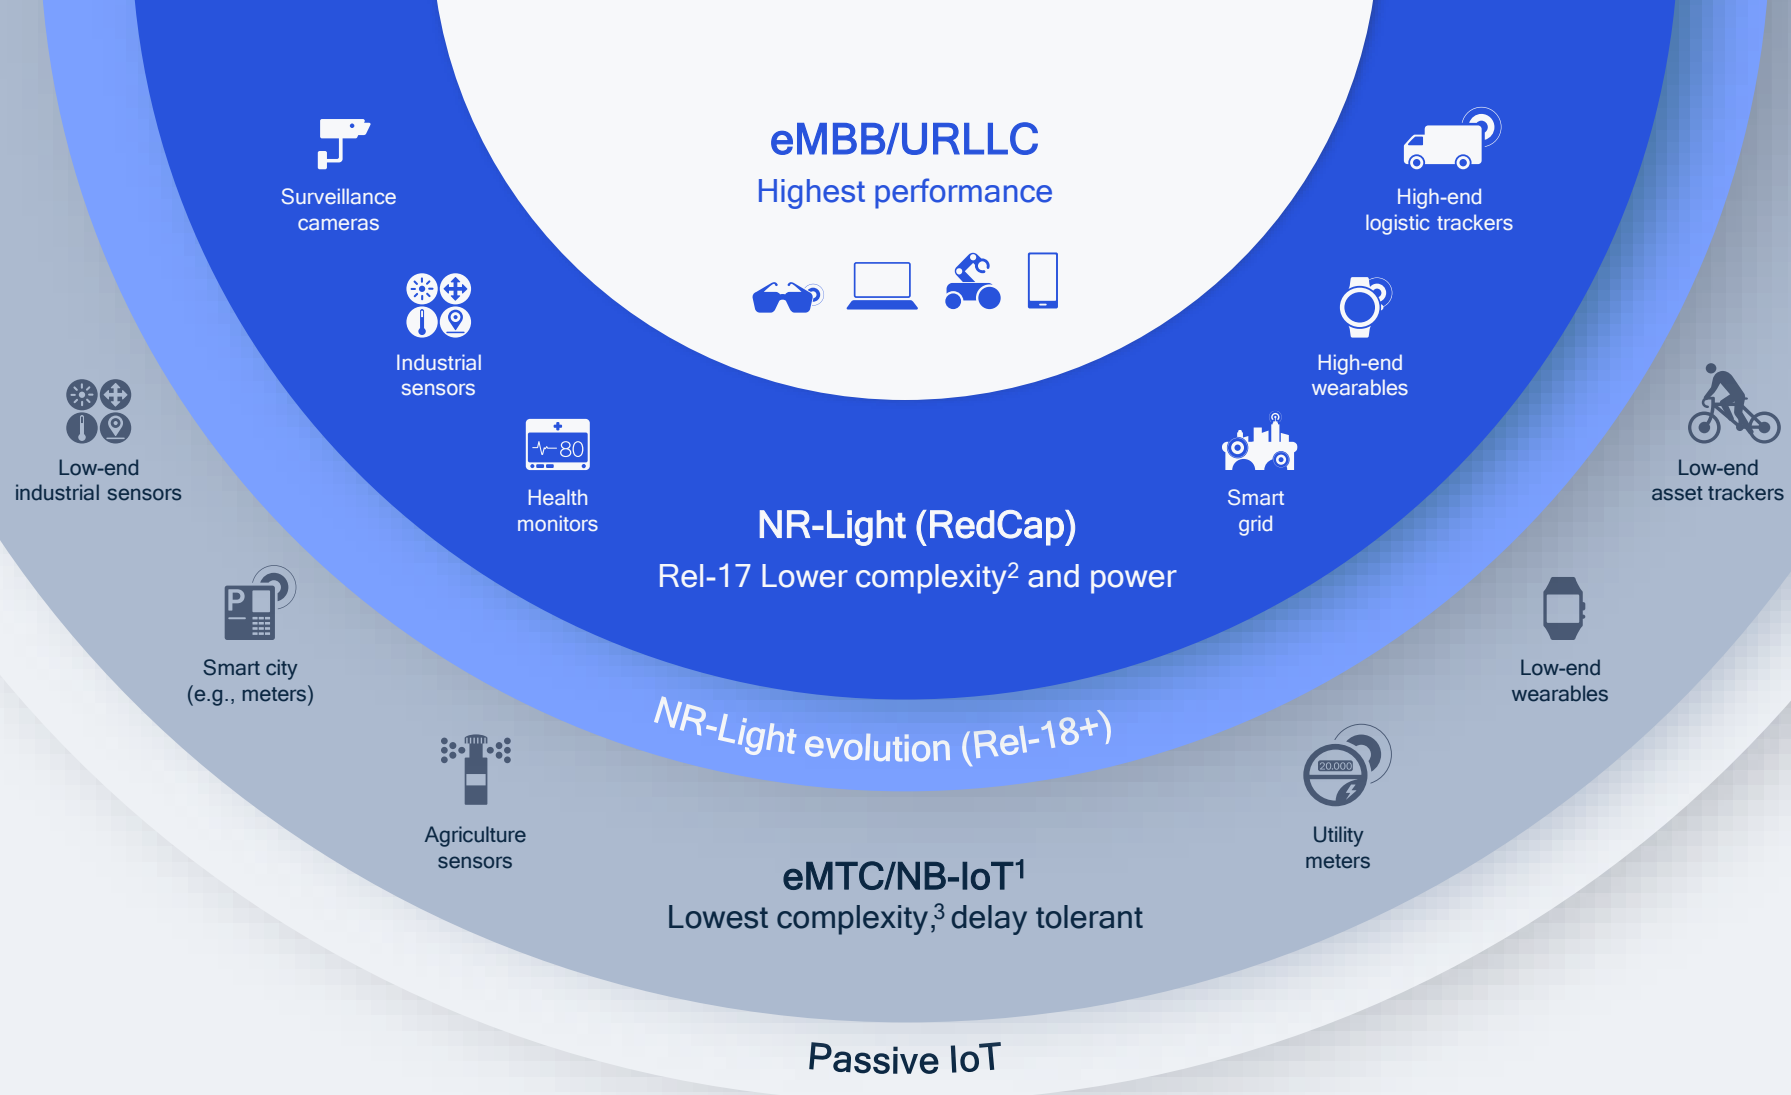 eMBB/URLLC
Highest performance
Surveillance
cameras
High-end
logistic trackers
Industrial
sensors
High-end
wearables
80
Health
monitors
Smart
grid
NR-Light (RedCap)
Rel-17 Lower complexity² and power
NR-Light evolution (Rel-18+)
Low-end
industrial sensors
Low-end
asset trackers
P
Smart city
(e.g., meters)
Low-end
wearables
Agriculture
sensors
20.000
Utility
meters
eMTC/NB-IoT¹
Lowest complexity,³ delay tolerant
Passive IoT